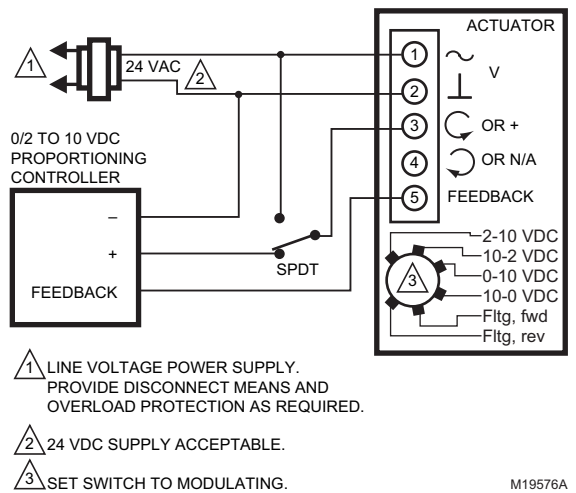 ACTUATOR
1
24 VAC
2
1
V
2
3
OR +
4
OR N/A
5
FEEDBACK
0/2 TO 10 VDC
PROPORTIONING
CONTROLLER
–
+
FEEDBACK
SPDT
3
2-10 VDC
10-2 VDC
0-10 VDC
10-0 VDC
Fltg, fwd
Fltg, rev
1 LINE VOLTAGE POWER SUPPLY.
PROVIDE DISCONNECT MEANS AND
OVERLOAD PROTECTION AS REQUIRED.
2 24 VDC SUPPLY ACCEPTABLE.
3 SET SWITCH TO MODULATING.
M19576A